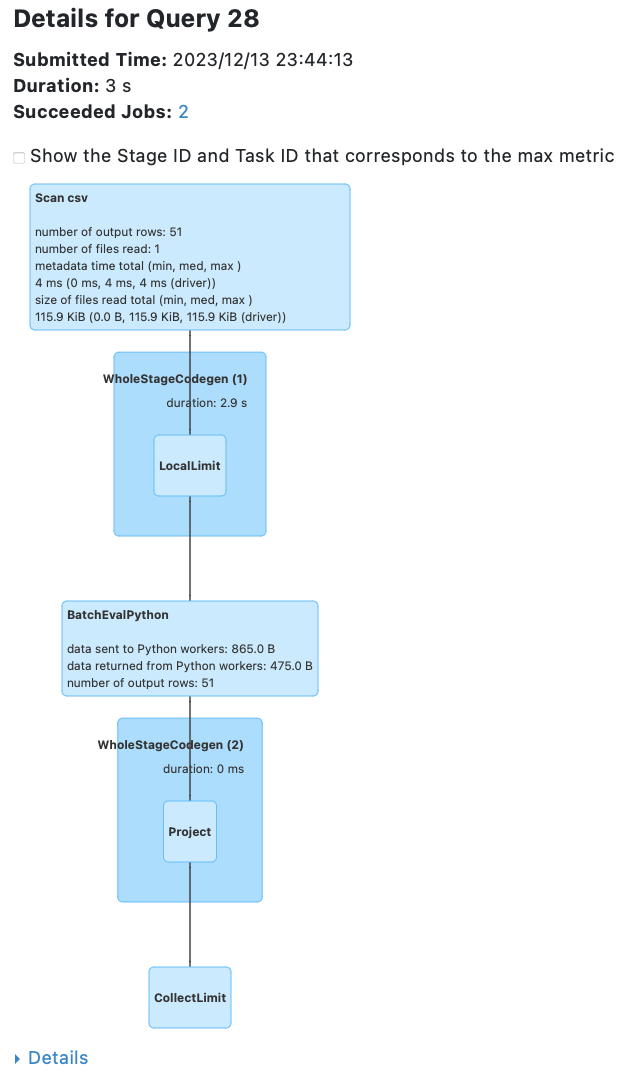 Details for Query 28
Submitted Time: 2023/12/13 23:44:13
Duration: 3 s
Succeeded Jobs: 2
Show the Stage ID and Task ID that corresponds to the max metric
Scan csv
number of output rows: 51
number of files read: 1
metadata time total (min, med, max )
4 ms (0 ms, 4 ms, 4 ms (driver))
size of files read total (min, med, max )
115.9 KiB (0.0 B, 115.9 KiB, 115.9 KiB (driver))
WholeStageCodegen (1)
duration: 2.9 s
LocalLimit
BatchEvalPython
data sent to Python workers: 865.0 B
data returned from Python workers: 475.0 B
number of output rows: 51
WholeStageCodegen (2)
duration: 0 ms
Project
CollectLimit
Details